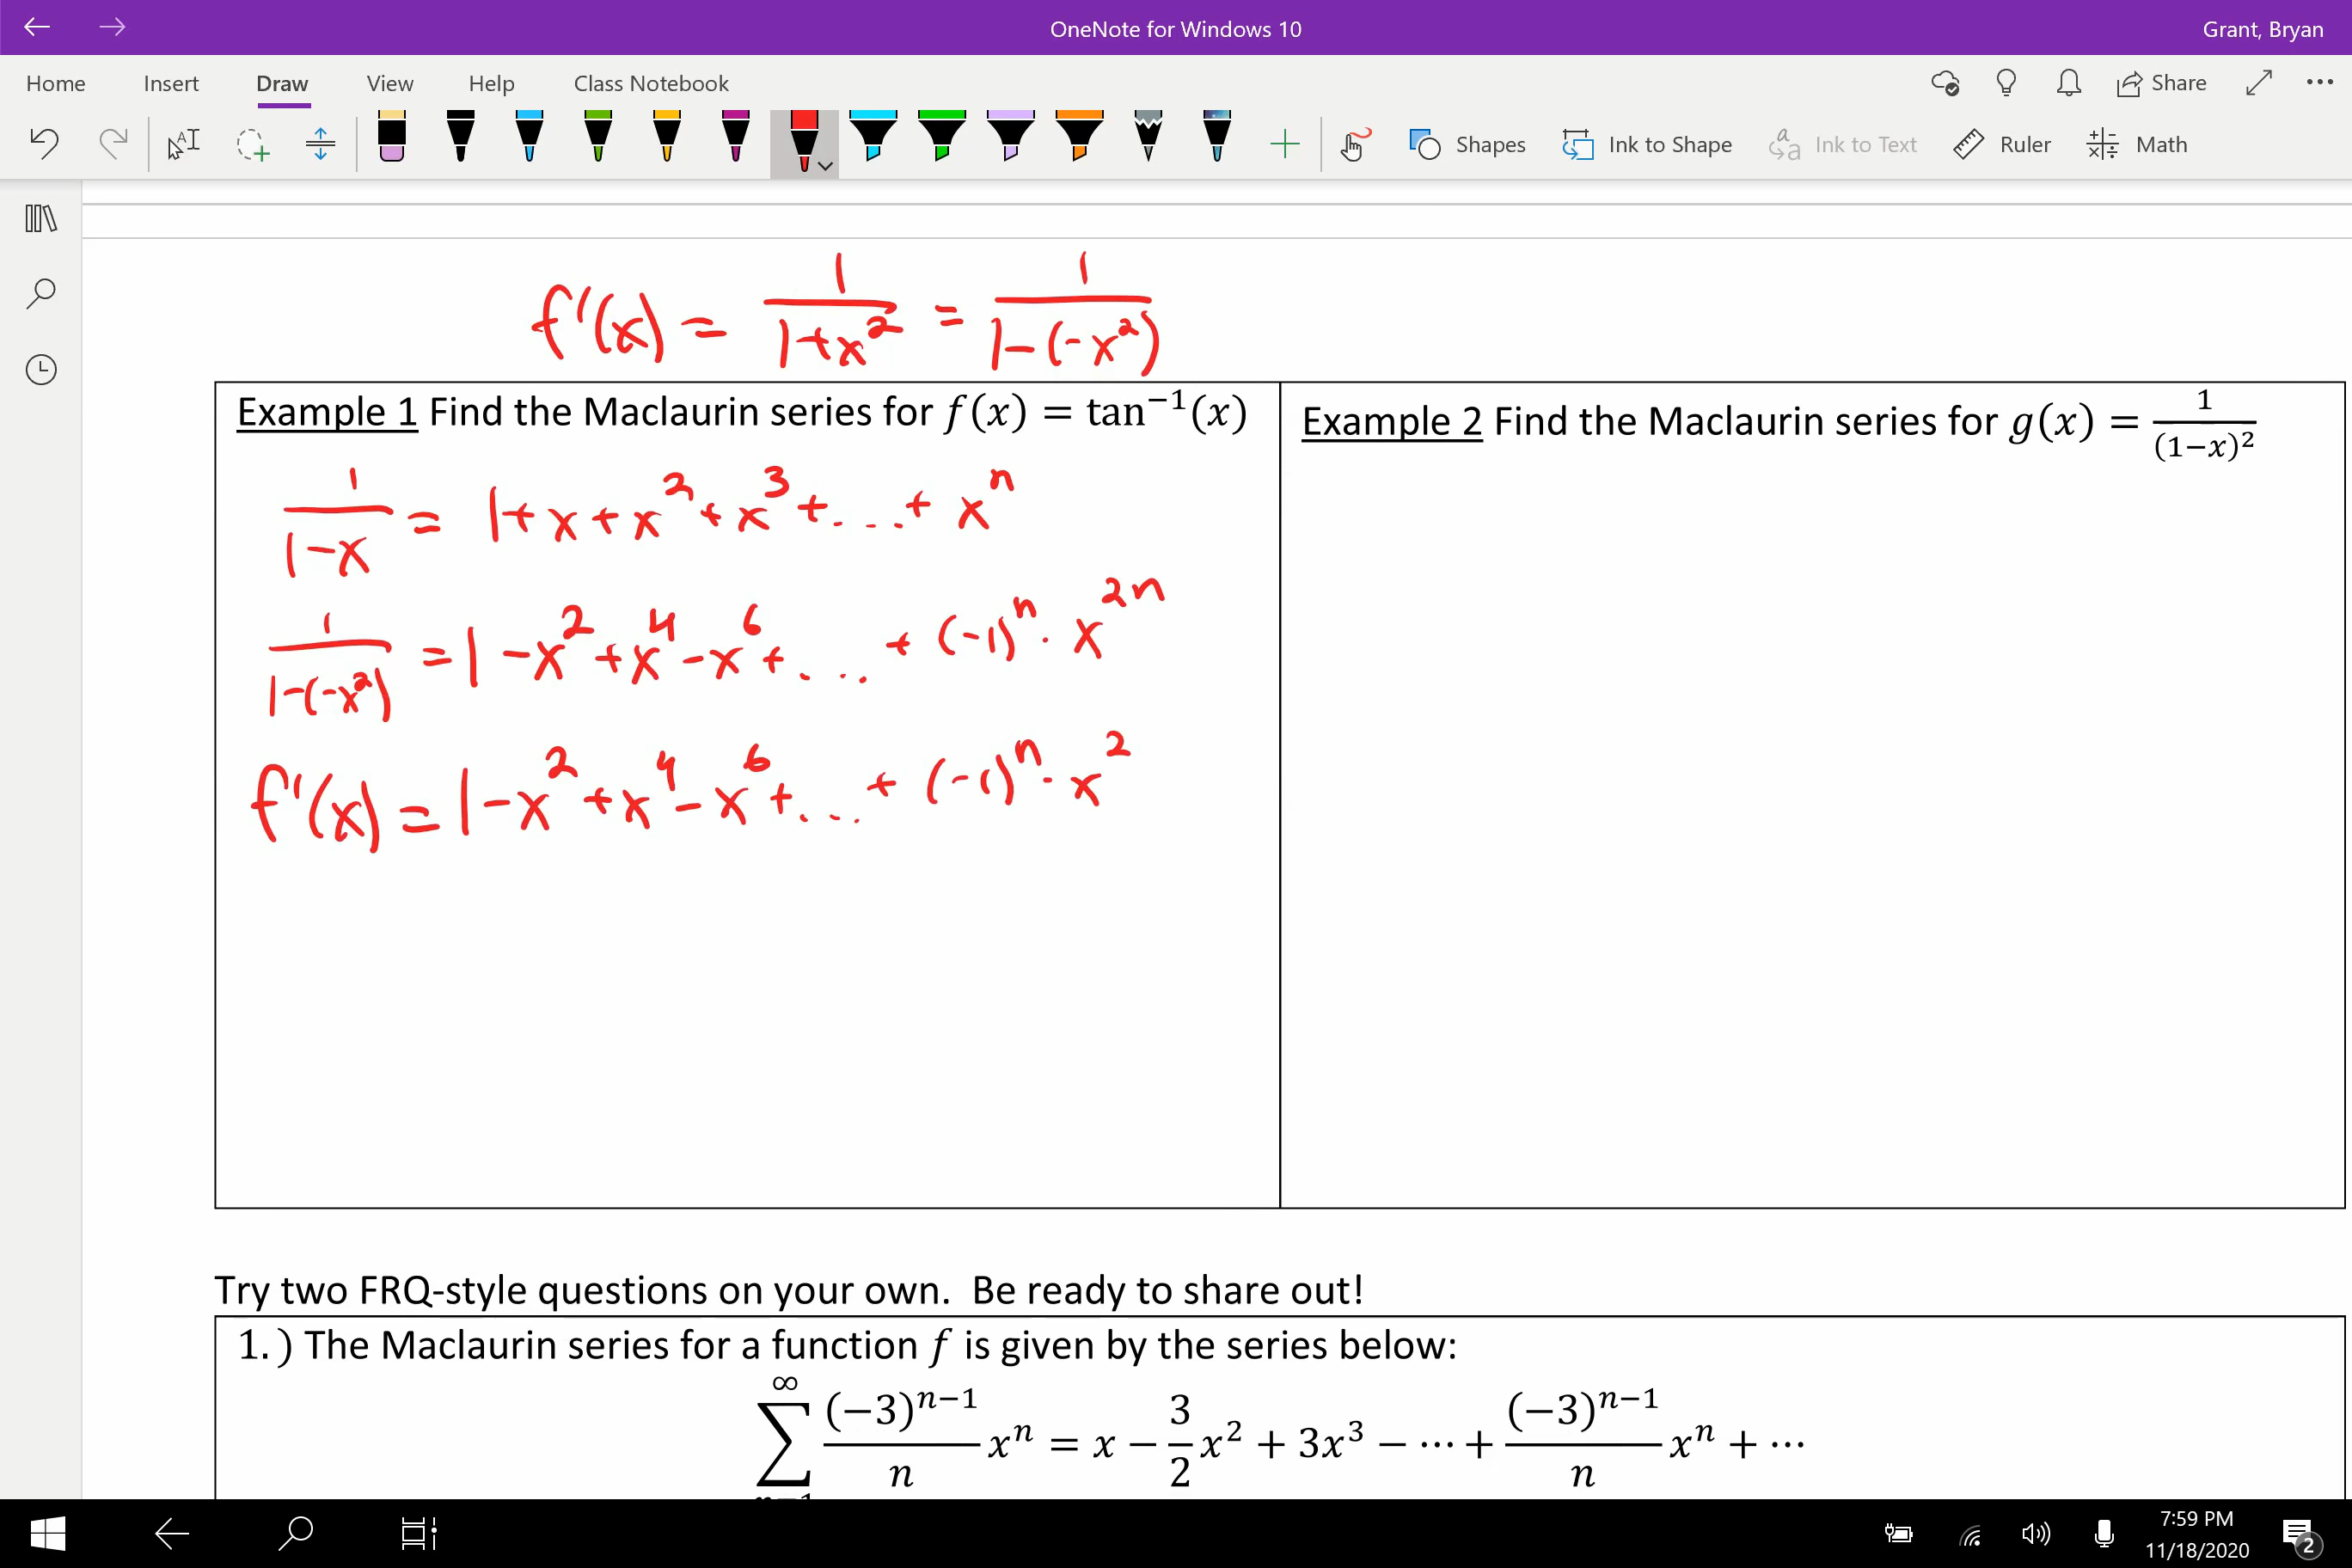 OneNote for Windows 10
Grant, Bryan
Home Insert Draw View Help Class Notebook Share
Shapes Ink to Shape Ink to Text Ruler Math
f'(x) = 1/(1+x²) = 1/(1-(-x²))
Example 1 Find the Maclaurin series for f(x) = tan⁻¹(x)
1/(1-x) = 1+x+x²+x³+...+ xⁿ
1/(1-(-x²)) = 1-x²+x⁴-x⁶+... + (-1)ⁿ · x²ⁿ
f'(x) = 1-x²+x⁴-x⁶+... + (-1)ⁿ · x²
Example 2 Find the Maclaurin series for g(x) = 1/(1−x)²
Try two FRQ-style questions on your own. Be ready to share out!
1.) The Maclaurin series for a function f is given by the series below:
∞ ∑ (−3)ⁿ⁻¹/n xⁿ = x − 3/2 x² + 3x³ − ⋯ + (−3)ⁿ⁻¹/n xⁿ + ⋯
7:59 PM
11/18/2020
2